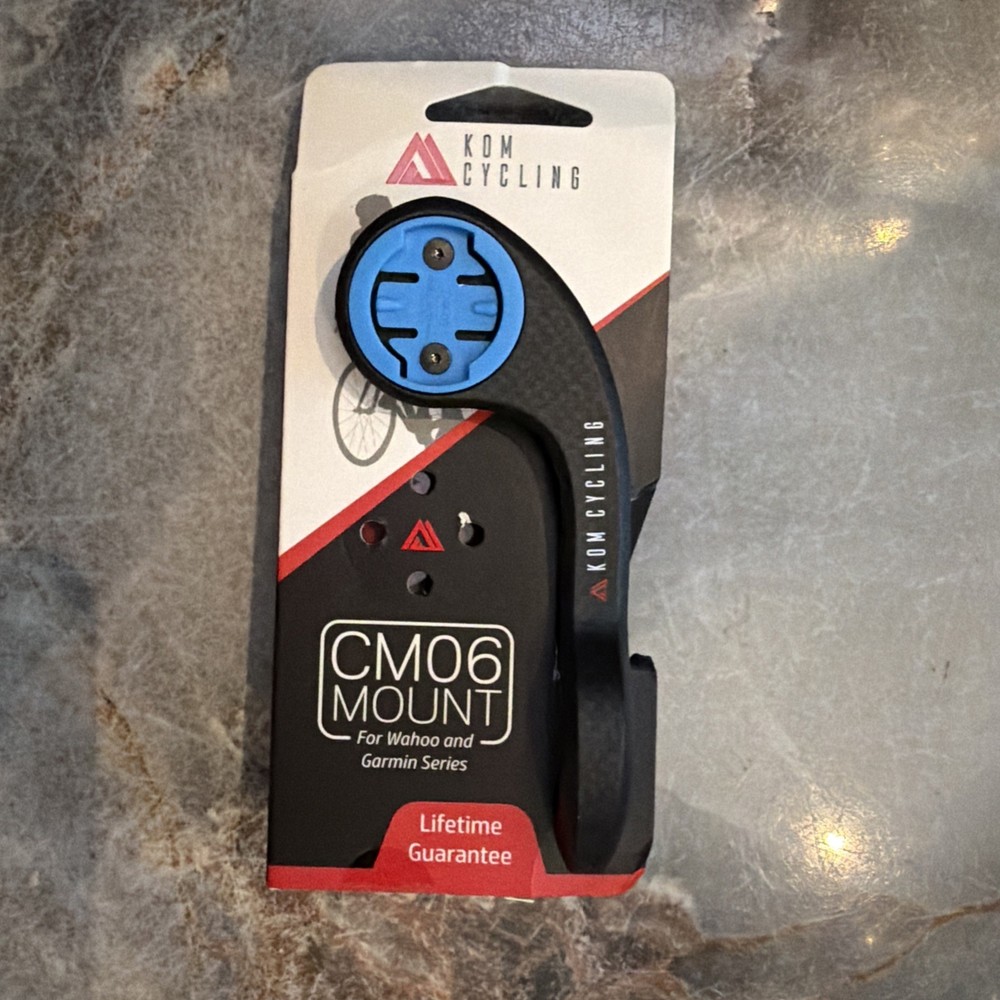 KOM
CYCLING
KOM CYCLING
CM06
MOUNT
For Wahoo and
Garmin Series
Lifetime
Guarantee